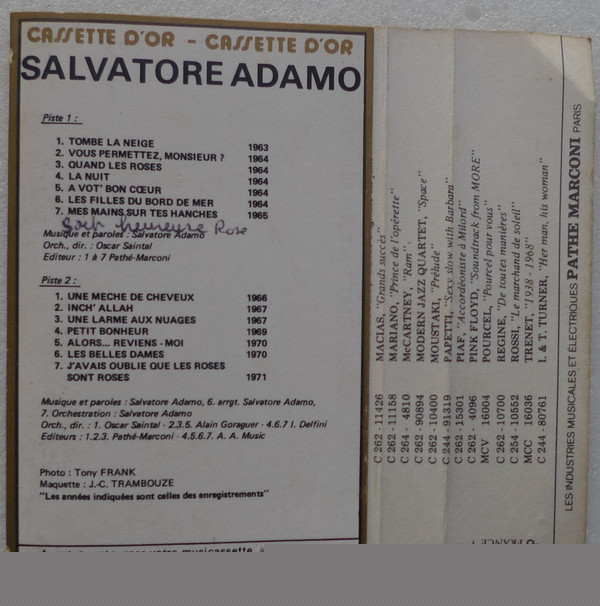 CASSETTE D'OR - CASSETTE D'OR
SALVATORE ADAMO
Piste 1 :
1. TOMBE LA NEIGE 1963
2. VOUS PERMETTEZ, MONSIEUR ? 1964
3. QUAND LES ROSES 1964
4. LA NUIT 1964
5. A VOT' BON CŒUR 1964
6. LES FILLES DU BORD DE MER 1964
7. MES MAINS SUR TES HANCHES 1965
Soit heureuse Rose
Musique et paroles : Salvatore Adamo
Orch., dir. : Oscar Saintal
Editeur : 1 à 7 Pathé-Marconi
Piste 2 :
1. UNE MECHE DE CHEVEUX 1966
2. INCH' ALLAH 1967
3. UNE LARME AUX NUAGES 1967
4. PETIT BONHEUR 1969
5. ALORS... REVIENS - MOI 1970
6. LES BELLES DAMES 1970
7. J'AVAIS OUBLIE QUE LES ROSES
SONT ROSES 1971
Musique et paroles : Salvatore Adamo, 6. arrgt. Salvatore Adamo,
7. Orchestration : Salvatore Adamo
Orch., dir. : 1. Oscar Saintal - 2.3.5. Alain Goraguer - 4.6.7 I. Delfini
Editeurs : 1.2.3. Pathé-Marconi - 4.5.6.7. A. A. Music
Photo : Tony FRANK
Maquette : J.-C. TRAMBOUZE
"Les années indiquées sont celles des enregistrements"
C 262 - 11426 MACIAS, "Grands succès"
C 262 - 11158 MARIANO, "Prince de l'opérette"
C 264 - 4810 McCARTNEY, "Ram"
C 262 - 90894 MODERN JAZZ QUARTET, "Space"
C 262 - 10400 MOUSTAKI, "Prélude"
C 244 - 91319 PAPETTI, "Sexy slow with Barbara"
C 262 - 15301 PIAF, "Accordéoniste à Milord"
C 262 - 4096 PINK FLOYD, "Soundtrack from MORE"
MCV 16004 POURCEL, "Pourcel pour vous"
C 262 - 10700 REGINE, "De toutes manières"
C 254 - 10552 ROSSI, "Le marchand de soleil"
MCC 16036 TRENET, "1938 - 1968"
C 244 - 80761 I. & T. TURNER, "Her man, his woman"
LES INDUSTRIES MUSICALES ET ÉLECTRIQUES PATHE MARCONI PARIS
FRANCE